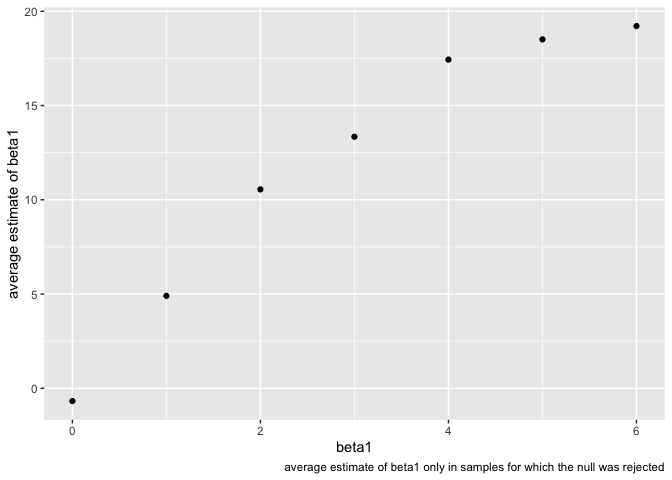 20
15
10
5
0
average estimate of beta1
0 2 4 6
beta1
average estimate of beta1 only in samples for which the null was rejected